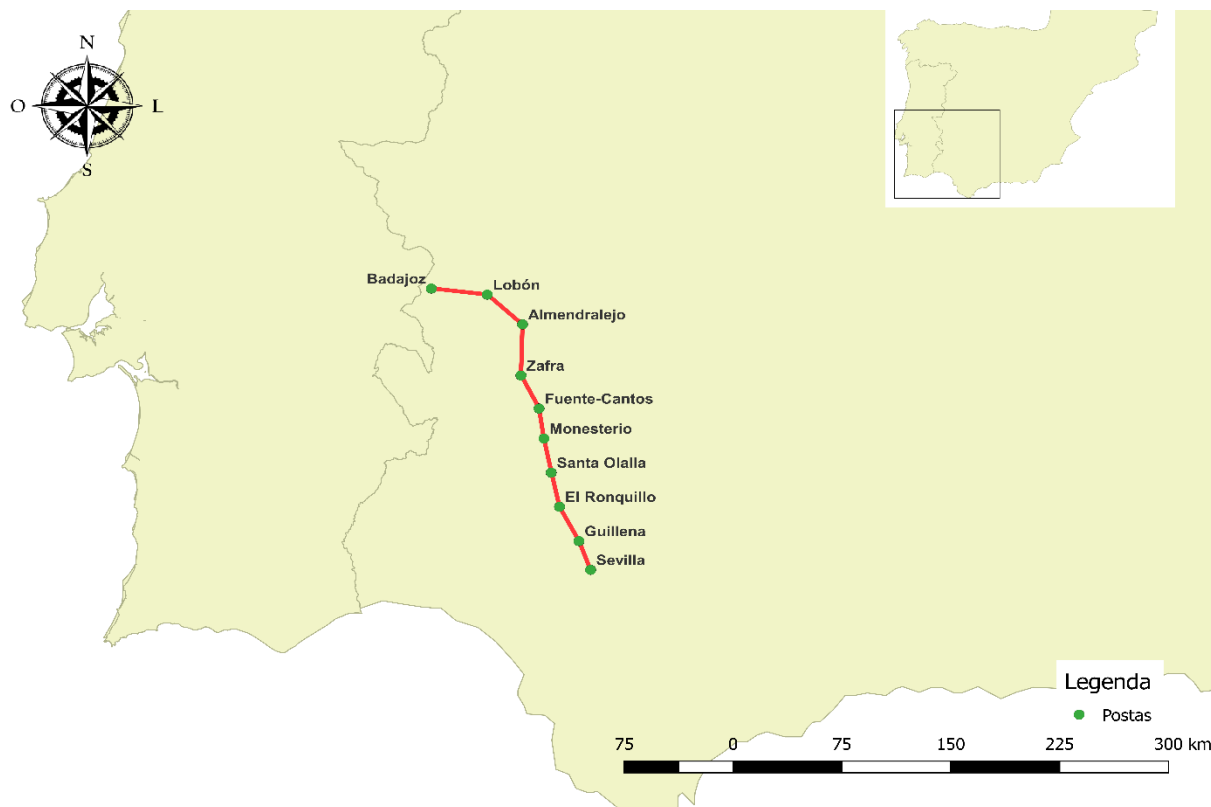 N
O
L
S
Badajoz
Lobón
Almendralejo
Zafra
Fuente-Cantos
Monesterio
Santa Olalla
El Ronquillo
Guillena
Sevilla
Legenda
Postas
75 0 75 150 225 300 km